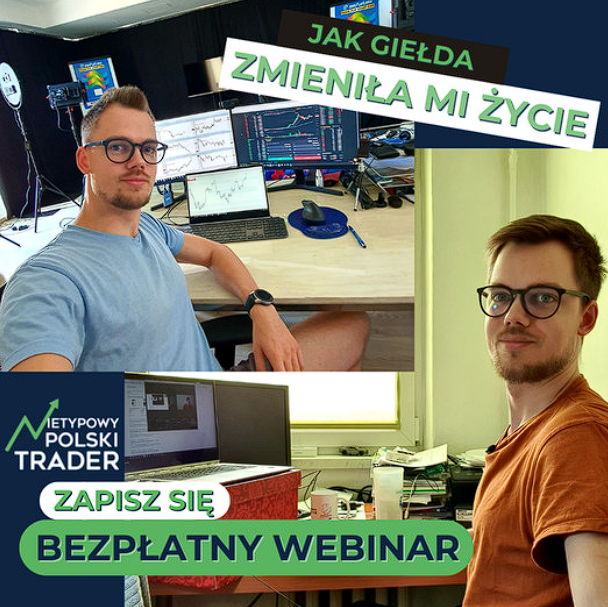 JAK GIEŁDA
ZMIENIŁA MI ŻYCIE
NIETYPOWY
POLSKI
TRADER
ZAPISZ SIĘ
BEZPŁATNY WEBINAR